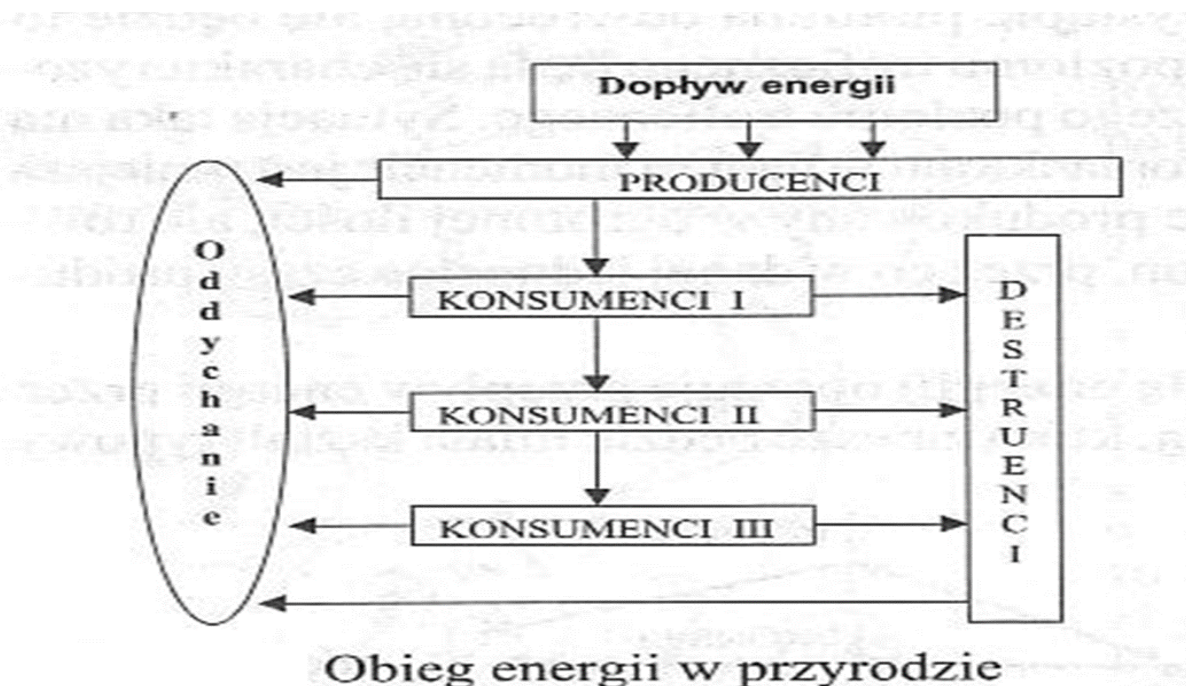 Dopływ energii
PRODUCENCI
Oddychanie
KONSUMENCI I
DESTRUENCI
KONSUMENCI II
KONSUMENCI III
Obieg energii w przyrodzie